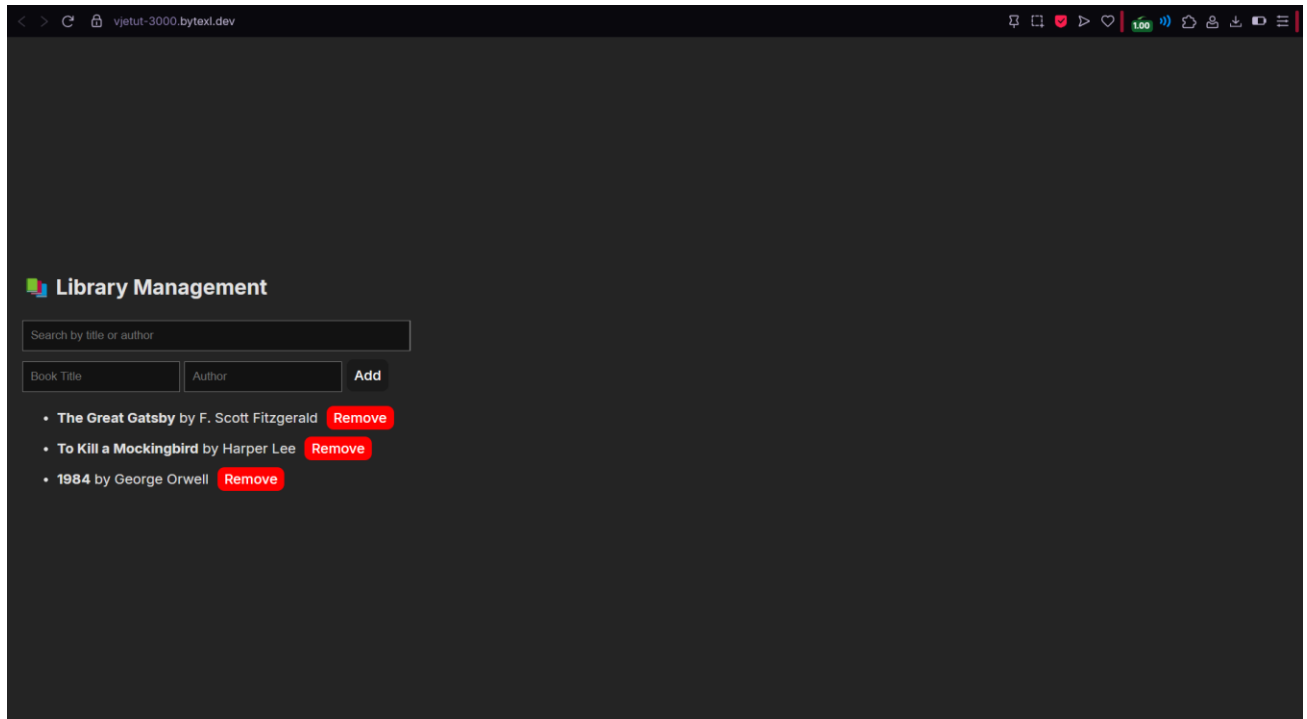 vjetut-3000.bytexl.dev
1.00
Library Management
Search by title or author
Book Title Author Add
• The Great Gatsby by F. Scott Fitzgerald Remove
• To Kill a Mockingbird by Harper Lee Remove
• 1984 by George Orwell Remove